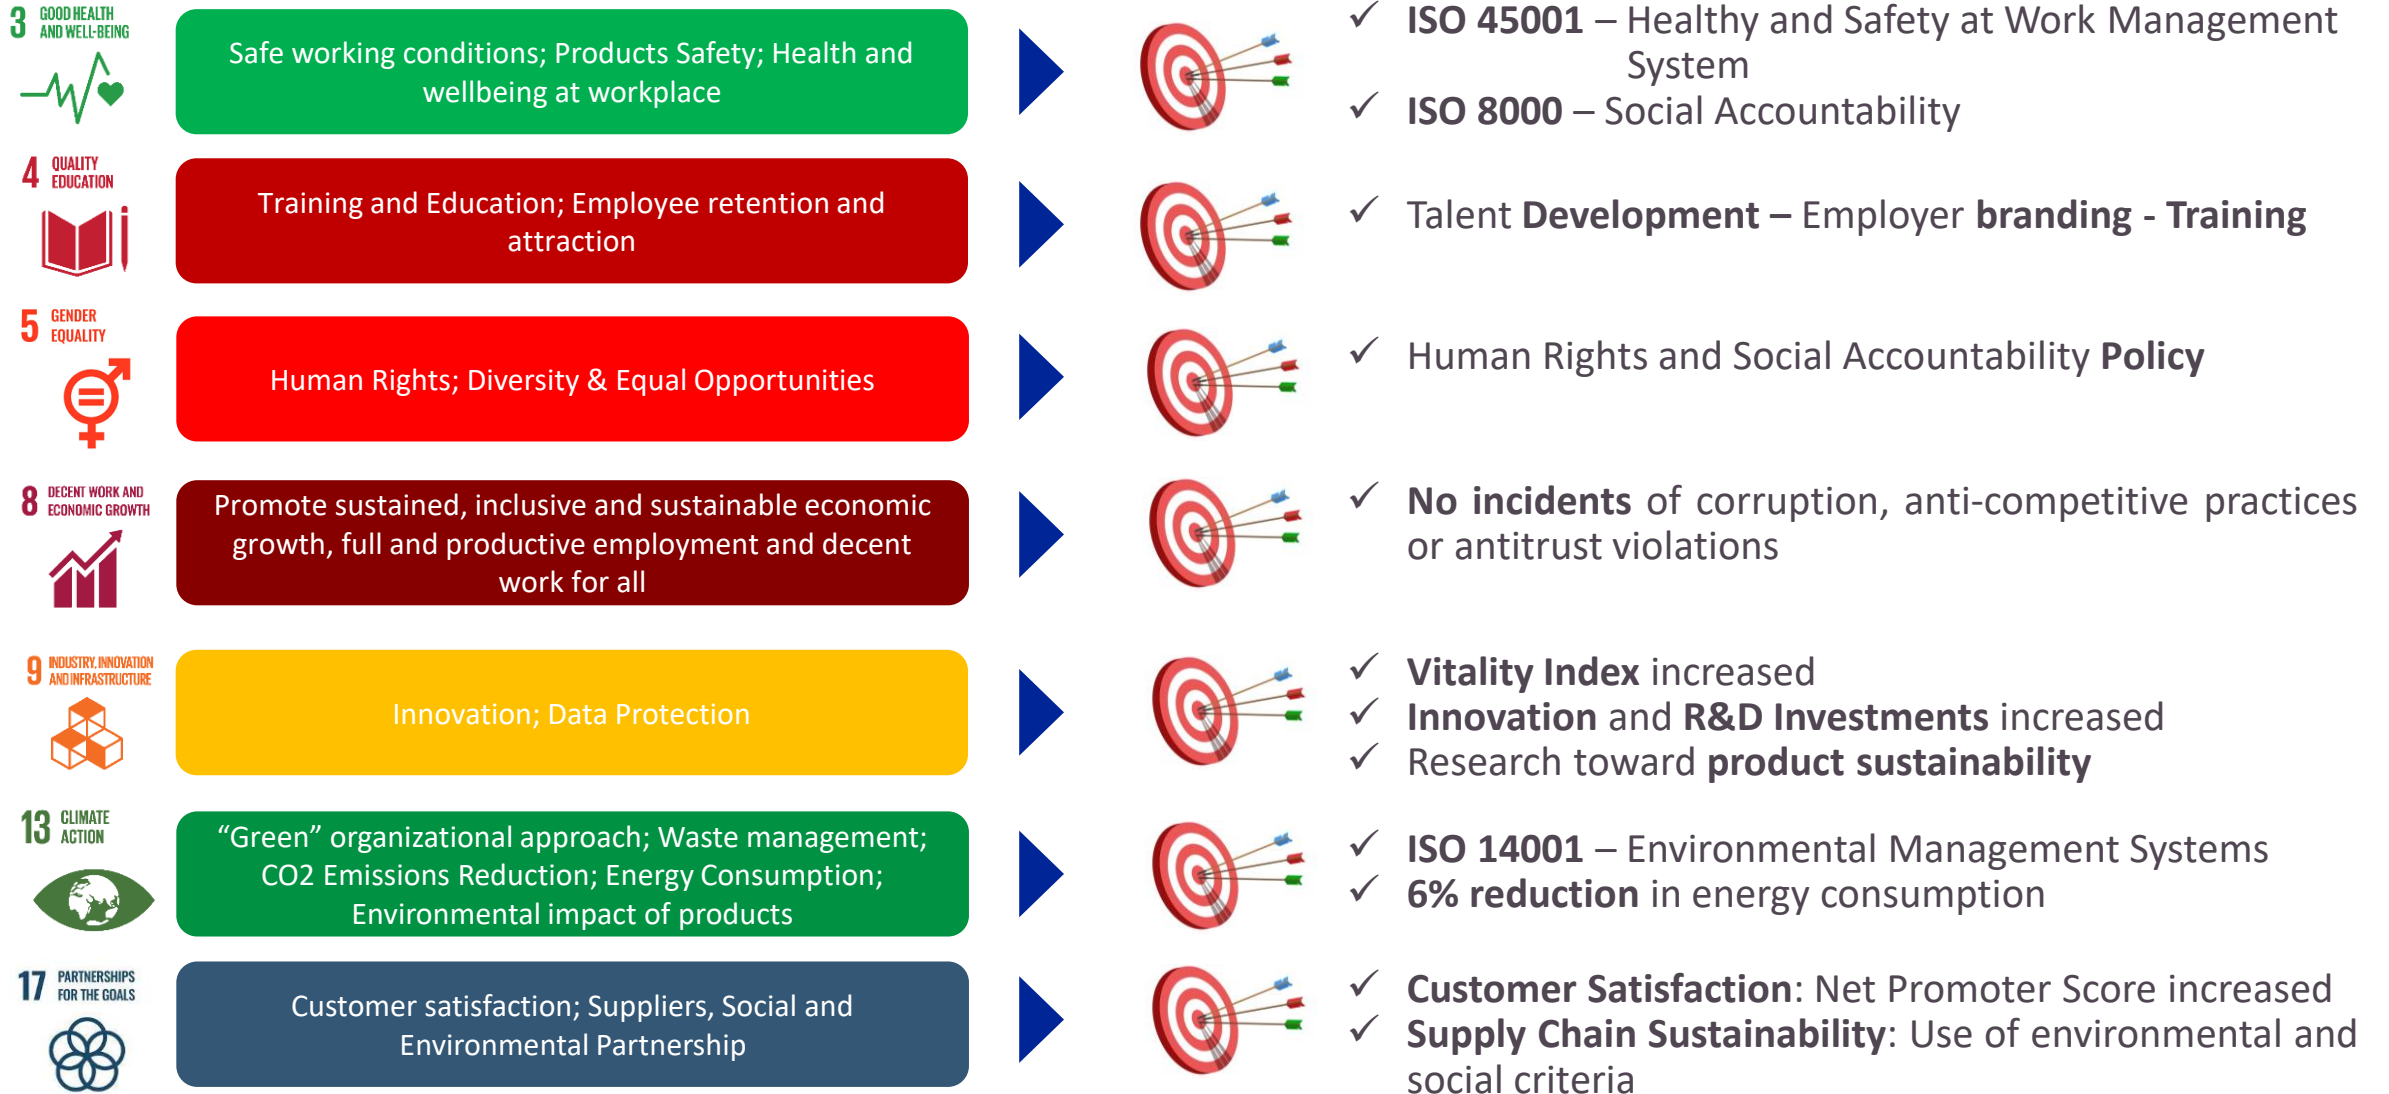 3 GOOD HEALTH
AND WELL-BEING
Safe working conditions; Products Safety; Health and
wellbeing at workplace
✓ ISO 45001 – Healthy and Safety at Work Management
System
✓ ISO 8000 – Social Accountability
4 QUALITY
EDUCATION
Training and Education; Employee retention and
attraction
✓ Talent Development – Employer branding - Training
5 GENDER
EQUALITY
Human Rights; Diversity & Equal Opportunities
✓ Human Rights and Social Accountability Policy
8 DECENT WORK AND
ECONOMIC GROWTH
Promote sustained, inclusive and sustainable economic
growth, full and productive employment and decent
work for all
✓ No incidents of corruption, anti-competitive practices
or antitrust violations
9 INDUSTRY, INNOVATION
AND INFRASTRUCTURE
Innovation; Data Protection
✓ Vitality Index increased
✓ Innovation and R&D Investments increased
✓ Research toward product sustainability
13 CLIMATE
ACTION
“Green” organizational approach; Waste management;
CO2 Emissions Reduction; Energy Consumption;
Environmental impact of products
✓ ISO 14001 – Environmental Management Systems
✓ 6% reduction in energy consumption
17 PARTNERSHIPS
FOR THE GOALS
Customer satisfaction; Suppliers, Social and
Environmental Partnership
✓ Customer Satisfaction: Net Promoter Score increased
✓ Supply Chain Sustainability: Use of environmental and
social criteria